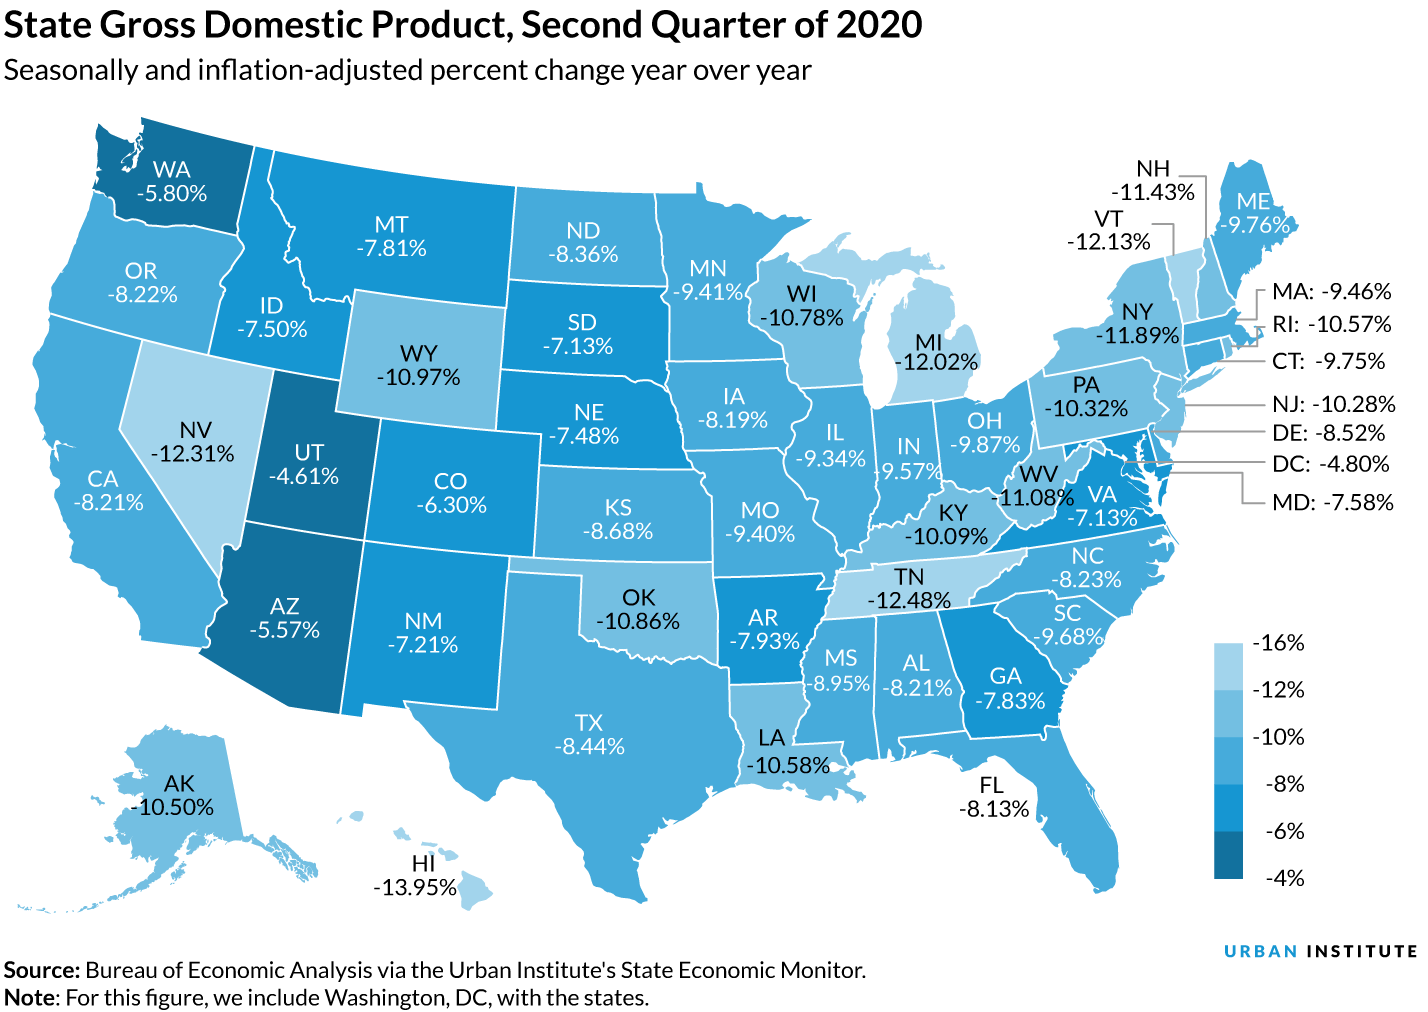 State Gross Domestic Product, Second Quarter of 2020
Seasonally and inflation-adjusted percent change year over year
WA
-5.80%
OR
-8.22%
CA
-8.21%
ID
-7.50%
NV
-12.31%
MT
-7.81%
WY
-10.97%
UT
-4.61%
AZ
-5.57%
CO
-6.30%
NM
-7.21%
ND
-8.36%
SD
-7.13%
NE
-7.48%
KS
-8.68%
OK
-10.86%
TX
-8.44%
MN
-9.41%
IA
-8.19%
MO
-9.40%
AR
-7.93%
LA
-10.58%
WI
-10.78%
IL
-9.34%
MI
-12.02%
IN
-9.57%
OH
-9.87%
KY
-10.09%
TN
-12.48%
MS
-8.95%
AL
-8.21%
GA
-7.83%
FL
-8.13%
SC
-9.68%
NC
-8.23%
VA
-7.13%
WV
-11.08%
PA
-10.32%
NY
-11.89%
VT
-12.13%
NH
-11.43%
ME
-9.76%
MA: -9.46%
RI: -10.57%
CT: -9.75%
NJ: -10.28%
DE: -8.52%
DC: -4.80%
MD: -7.58%
AK
-10.50%
HI
-13.95%
-16%
-12%
-10%
-8%
-6%
-4%
URBAN INSTITUTE
Source: Bureau of Economic Analysis via the Urban Institute's State Economic Monitor.
Note: For this figure, we include Washington, DC, with the states.